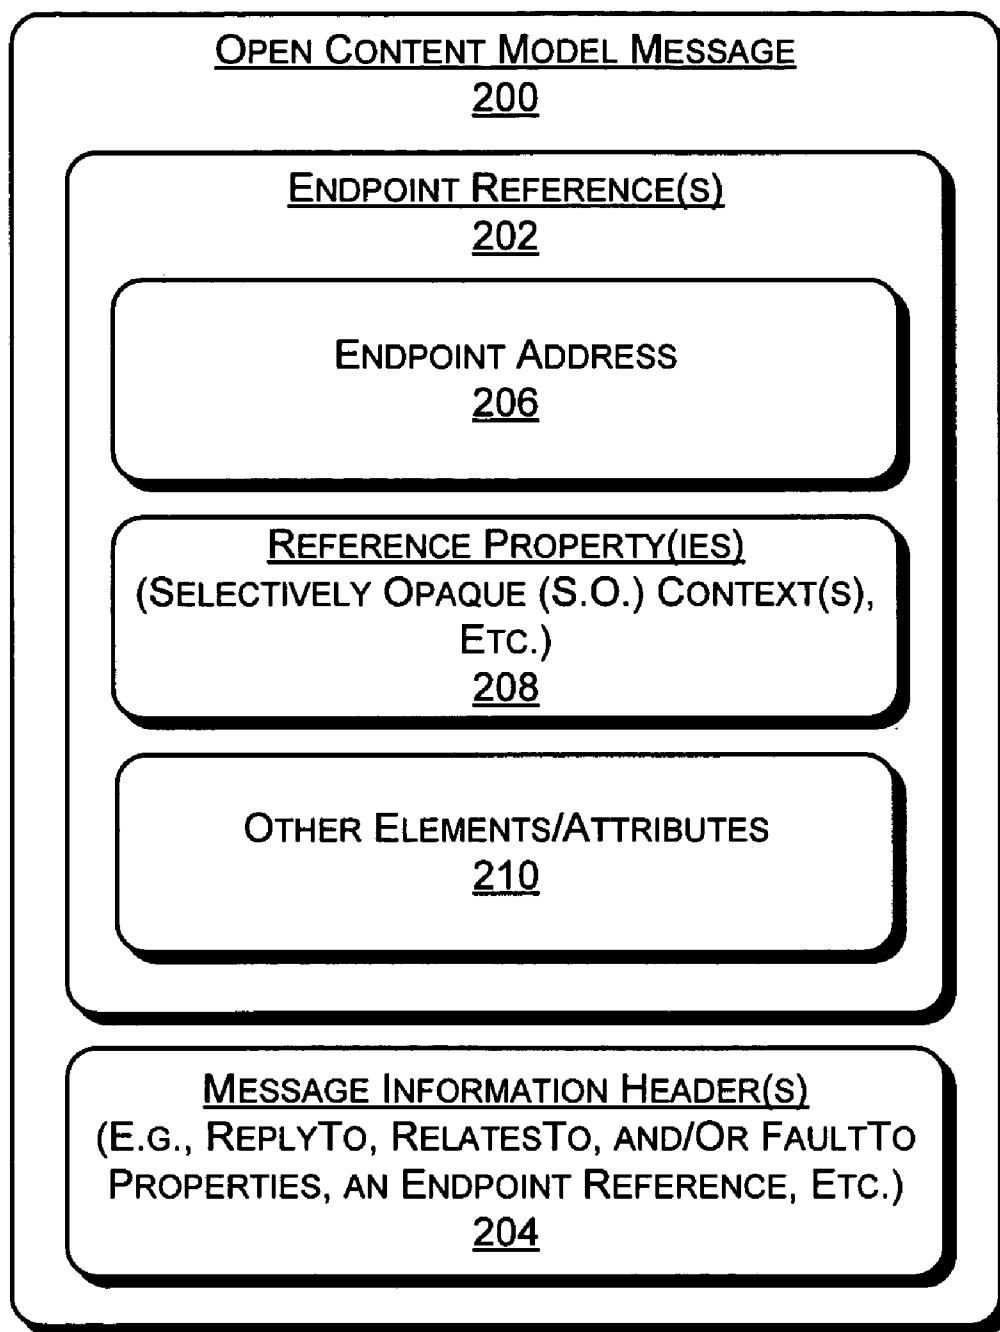 OPEN CONTENT MODEL MESSAGE
200
ENDPOINT REFERENCE(S)
202
ENDPOINT ADDRESS
206
REFERENCE PROPERTY(IES)
(SELECTIVELY OPAQUE (S.O.) CONTEXT(S),
ETC.)
208
OTHER ELEMENTS/ATTRIBUTES
210
MESSAGE INFORMATION HEADER(S)
(E.G., REPLYTO, RELATESTO, AND/OR FAULTTO
PROPERTIES, AN ENDPOINT REFERENCE, ETC.)
204